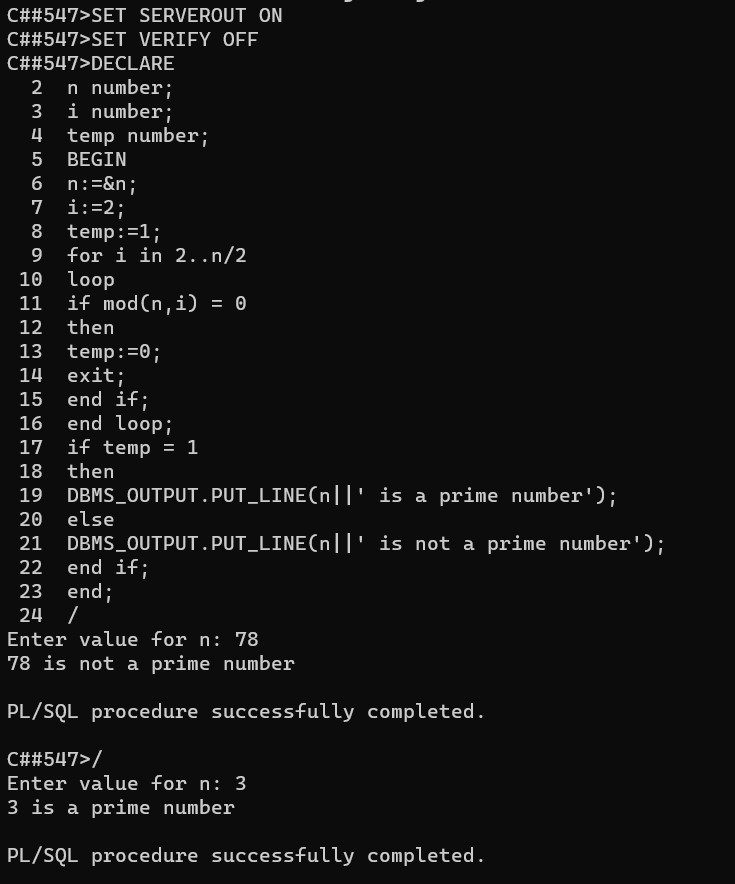 C##547>SET SERVEROUT ON
C##547>SET VERIFY OFF
C##547>DECLARE
  2  n number;
  3  i number;
  4  temp number;
  5  BEGIN
  6  n:=&n;
  7  i:=2;
  8  temp:=1;
  9  for i in 2..n/2
 10  loop
 11  if mod(n,i) = 0
 12  then
 13  temp:=0;
 14  exit;
 15  end if;
 16  end loop;
 17  if temp = 1
 18  then
 19  DBMS_OUTPUT.PUT_LINE(n||' is a prime number');
 20  else
 21  DBMS_OUTPUT.PUT_LINE(n||' is not a prime number');
 22  end if;
 23  end;
 24  /
Enter value for n: 78
78 is not a prime number
PL/SQL procedure successfully completed.
C##547>/
Enter value for n: 3
3 is a prime number
PL/SQL procedure successfully completed.